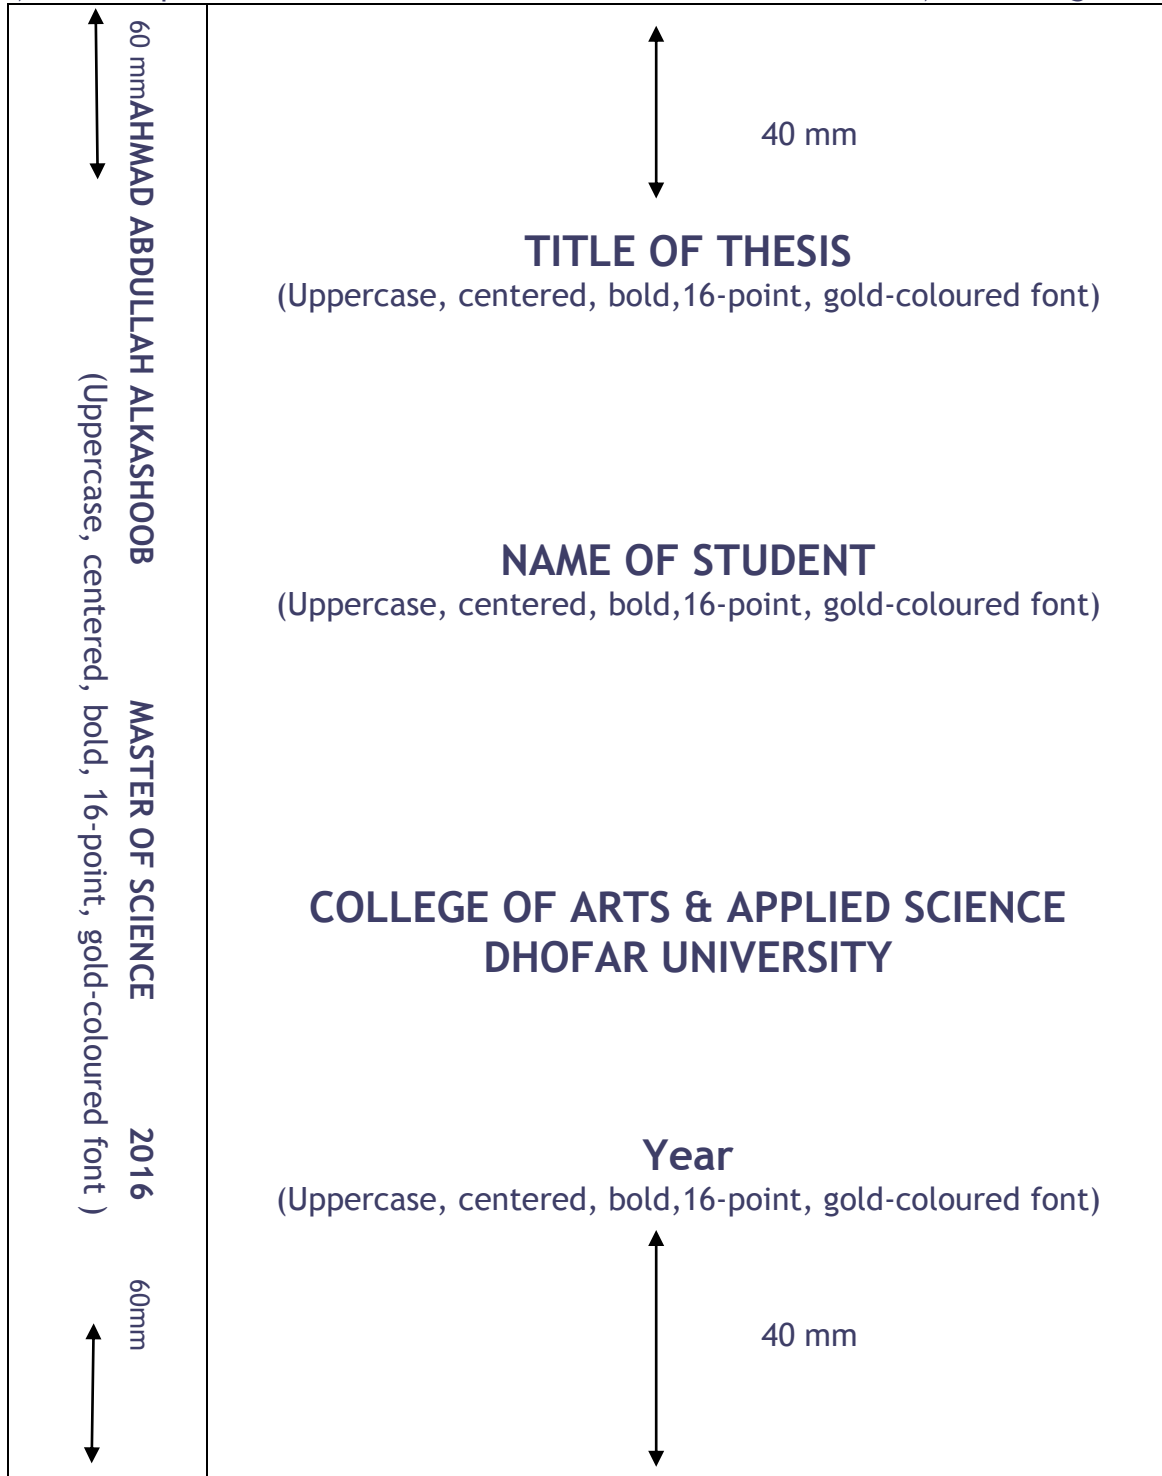 60 mmAHMAD ABDULLAH ALKASHOOB MASTER OF SCIENCE 2016 60mm
(Uppercase, centered, bold, 16-point, gold-coloured font )
40 mm
TITLE OF THESIS
(Uppercase, centered, bold,16-point, gold-coloured font)
NAME OF STUDENT
(Uppercase, centered, bold,16-point, gold-coloured font)
COLLEGE OF ARTS & APPLIED SCIENCE
DHOFAR UNIVERSITY
Year
(Uppercase, centered, bold,16-point, gold-coloured font)
40 mm